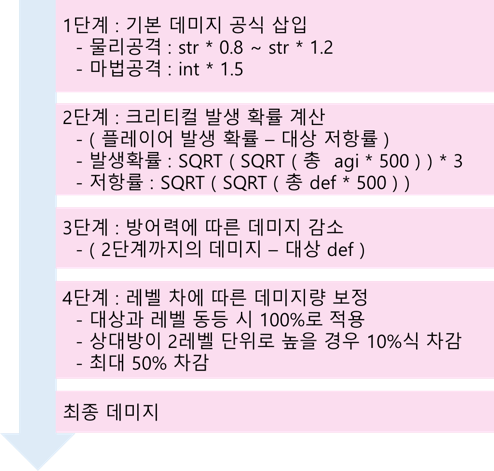 1단계 : 기본 데미지 공식 삽입
- 물리공격 : str * 0.8 ~ str * 1.2
- 마법공격 : int * 1.5
2단계 : 크리티컬 발생 확률 계산
- ( 플레이어 발생 확률 – 대상 저항률 )
- 발생확률 : SQRT ( SQRT ( 총 agi * 500 ) ) * 3
- 저항률 : SQRT ( SQRT ( 총 def * 500 ) )
3단계 : 방어력에 따른 데미지 감소
- ( 2단계까지의 데미지 – 대상 def )
4단계 : 레벨 차에 따른 데미지량 보정
- 대상과 레벨 동등 시 100%로 적용
- 상대방이 2레벨 단위로 높을 경우 10%식 차감
- 최대 50% 차감
최종 데미지